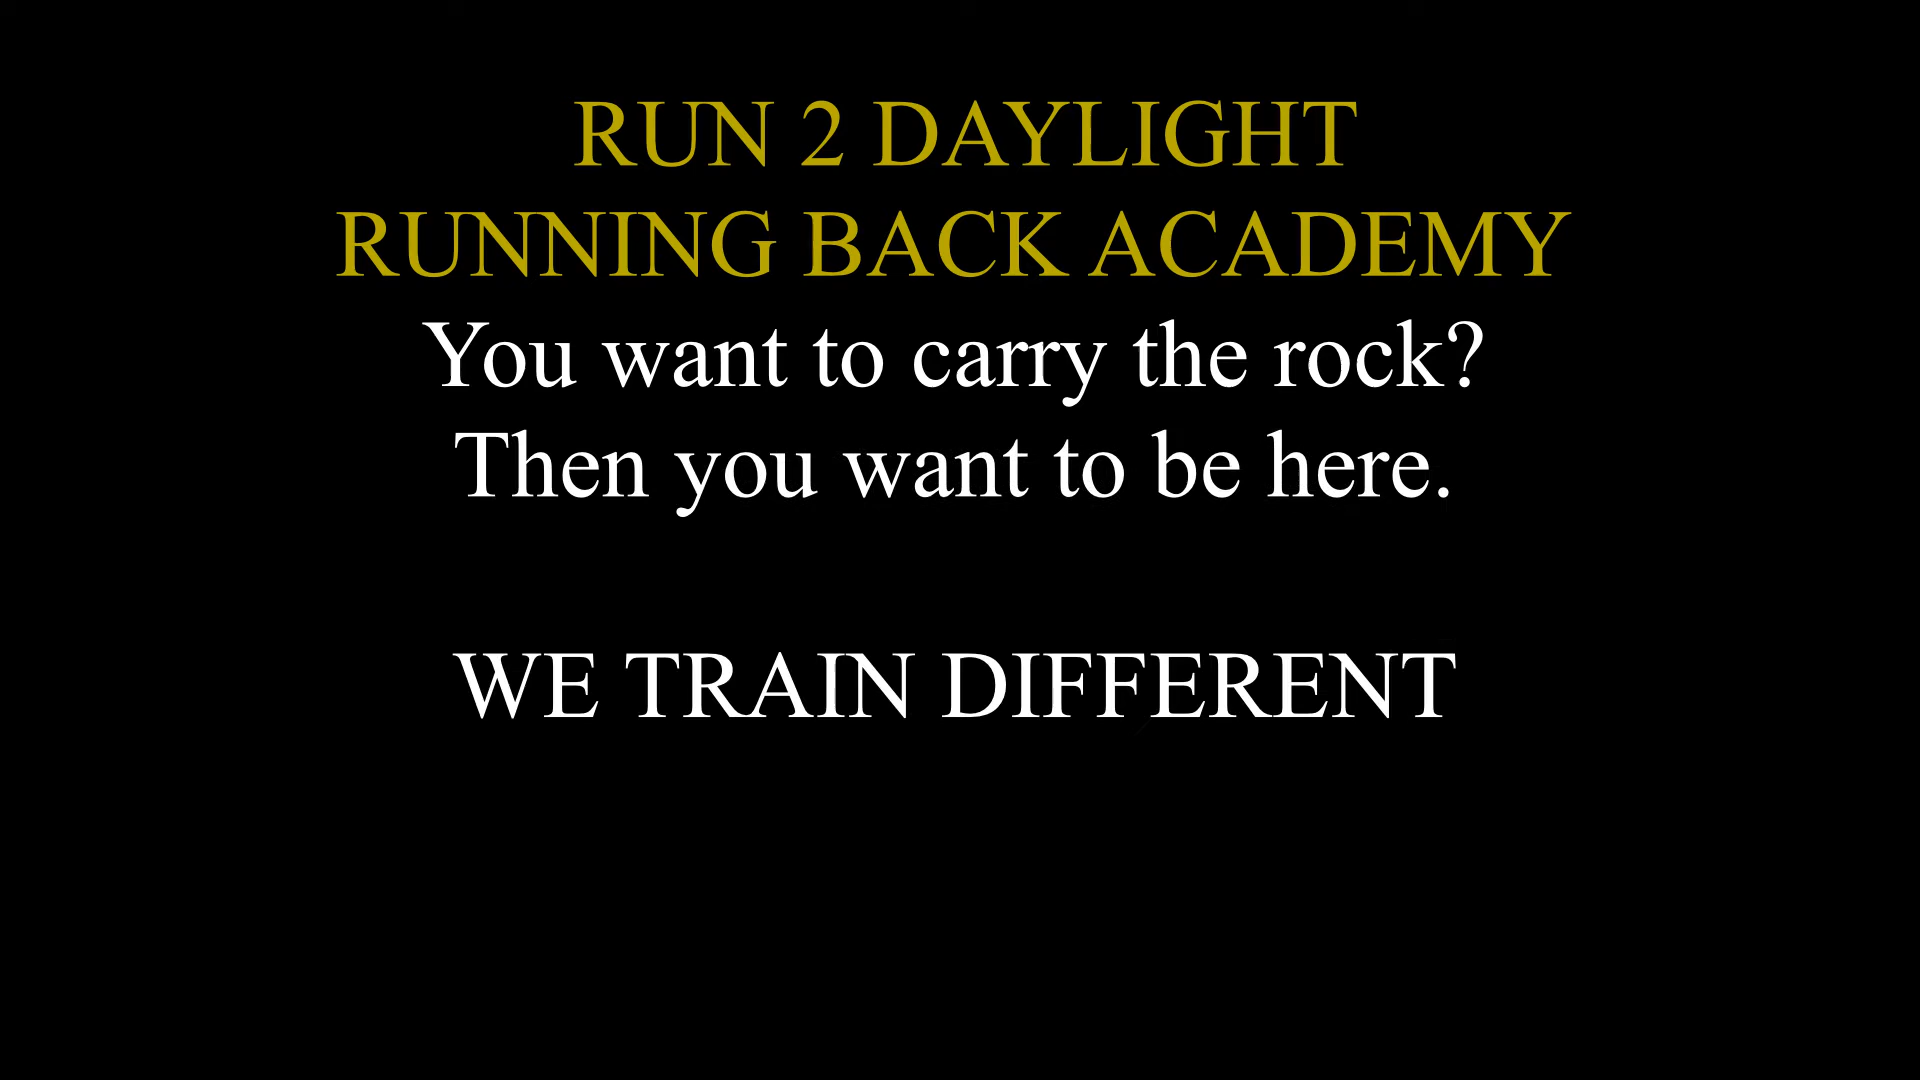 RUN 2 DAYLIGHT
RUNNING BACK ACADEMY
You want to carry the rock?
Then you want to be here.
WE TRAIN DIFFERENT